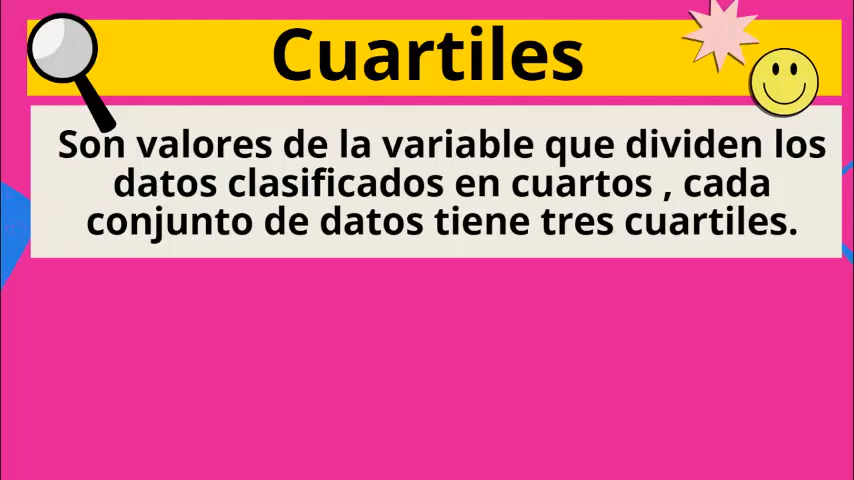 Cuartiles
Son valores de la variable que dividen los
datos clasificados en cuartos , cada
conjunto de datos tiene tres cuartiles.